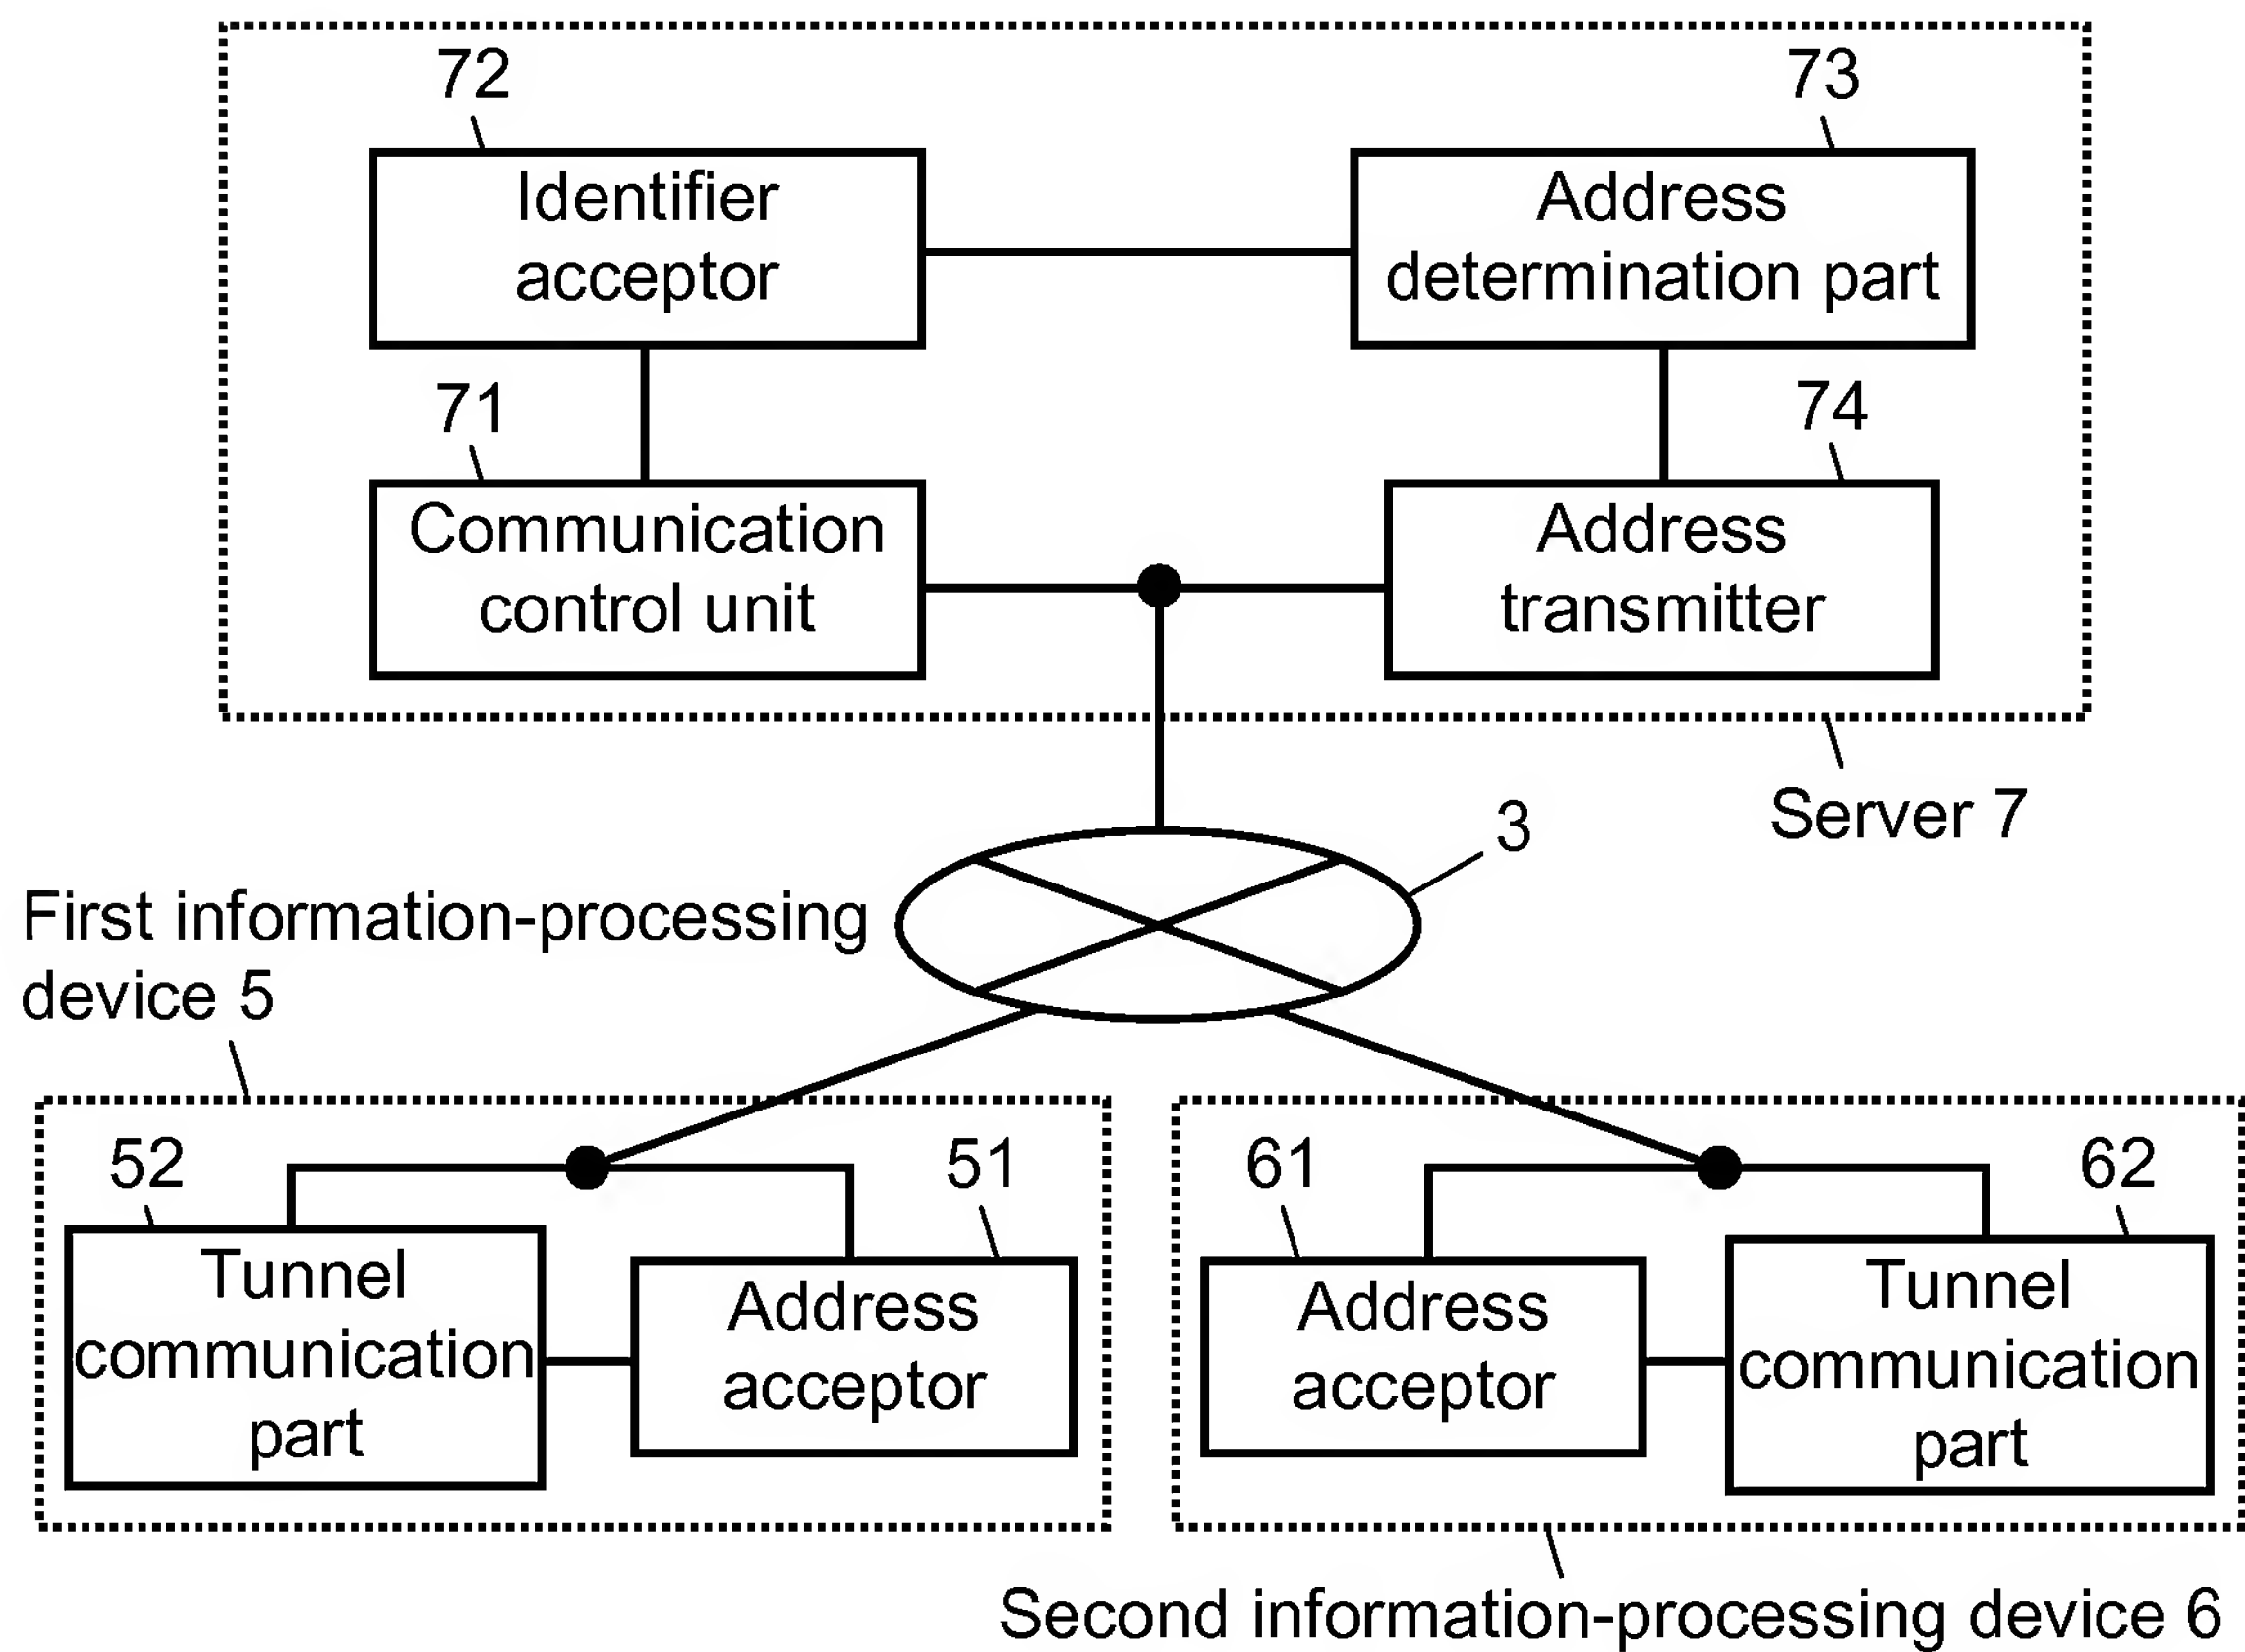 72
73
Identifier
acceptor
Address
determination part
71
74
Communication
control unit
Address
transmitter
Server 7
3
First information-processing
device 5
52
51
61
62
Tunnel
communication
part
Address
acceptor
Address
acceptor
Tunnel
communication
part
Second information-processing device 6